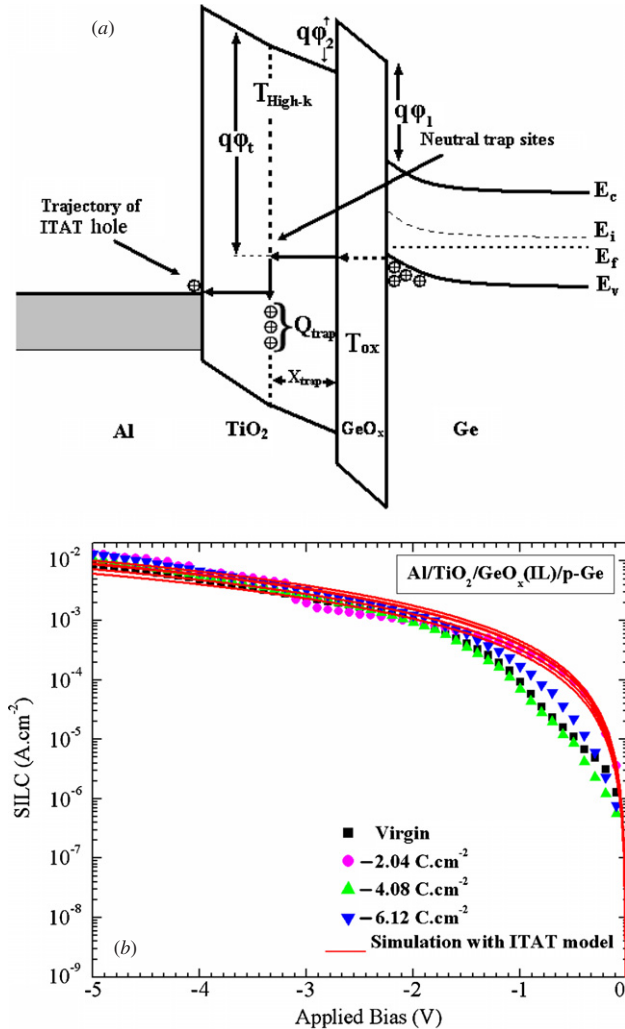 (a)
qφ2
T High-k
qφ1
qφt
Neutral trap sites
Trajectory of
ITAT hole
Ec
Ei
Ef
Ev
Qtrap
Tox
Xtrap
Al
TiO2
GeOx
Ge
10^-2
10^-3
10^-4
10^-5
10^-6
10^-7
10^-8
10^-9
SILC (A.cm^-2)
Al/TiO2/GeOx(IL)/p-Ge
Virgin
−2.04 C.cm^-2
−4.08 C.cm^-2
−6.12 C.cm^-2
Simulation with ITAT model
(b)
-5 -4 -3 -2 -1 0
Applied Bias (V)